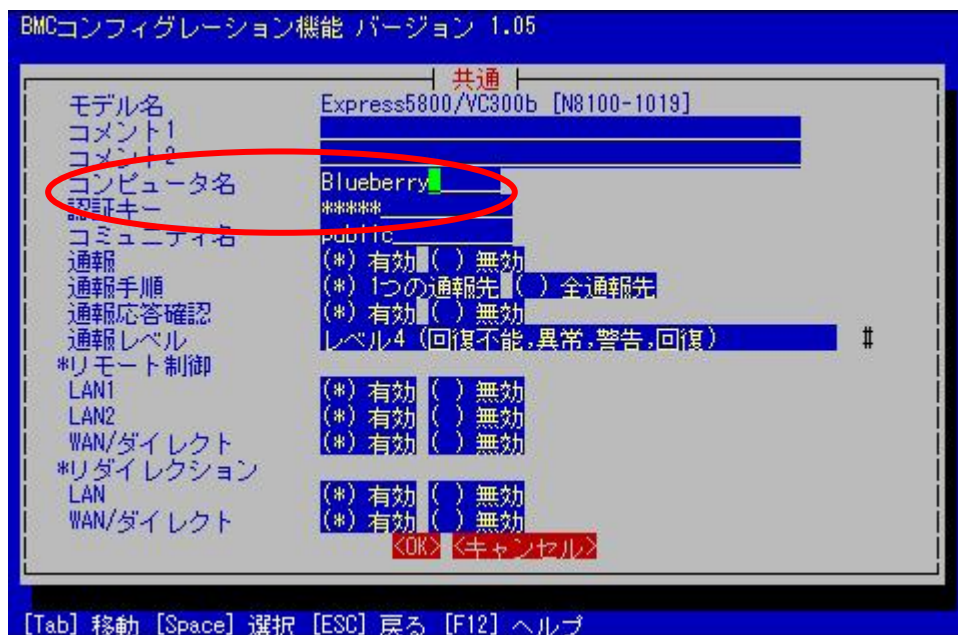 BMCコンフィグレーション機能 バージョン 1.05
共通
モデル名 Express5800/VC300b [N8100-1019]
コメント1
コメント2
コンピュータ名 Blueberry
認証キー *****
コミュニティ名 public
通報 (*) 有効 ( ) 無効
通報手順 (*) 1つの通報先 ( ) 全通報先
通報応答確認 (*) 有効 ( ) 無効
通報レベル レベル4 (回復不能,異常,警告,回復) #
*リモート制御
LAN1 (*) 有効 ( ) 無効
LAN2 (*) 有効 ( ) 無効
WAN/ダイレクト (*) 有効 ( ) 無効
*リダイレクション
LAN (*) 有効 ( ) 無効
WAN/ダイレクト (*) 有効 ( ) 無効
<OK> <キャンセル>
[Tab] 移動 [Space] 選択 [ESC] 戻る [F12] ヘルプ